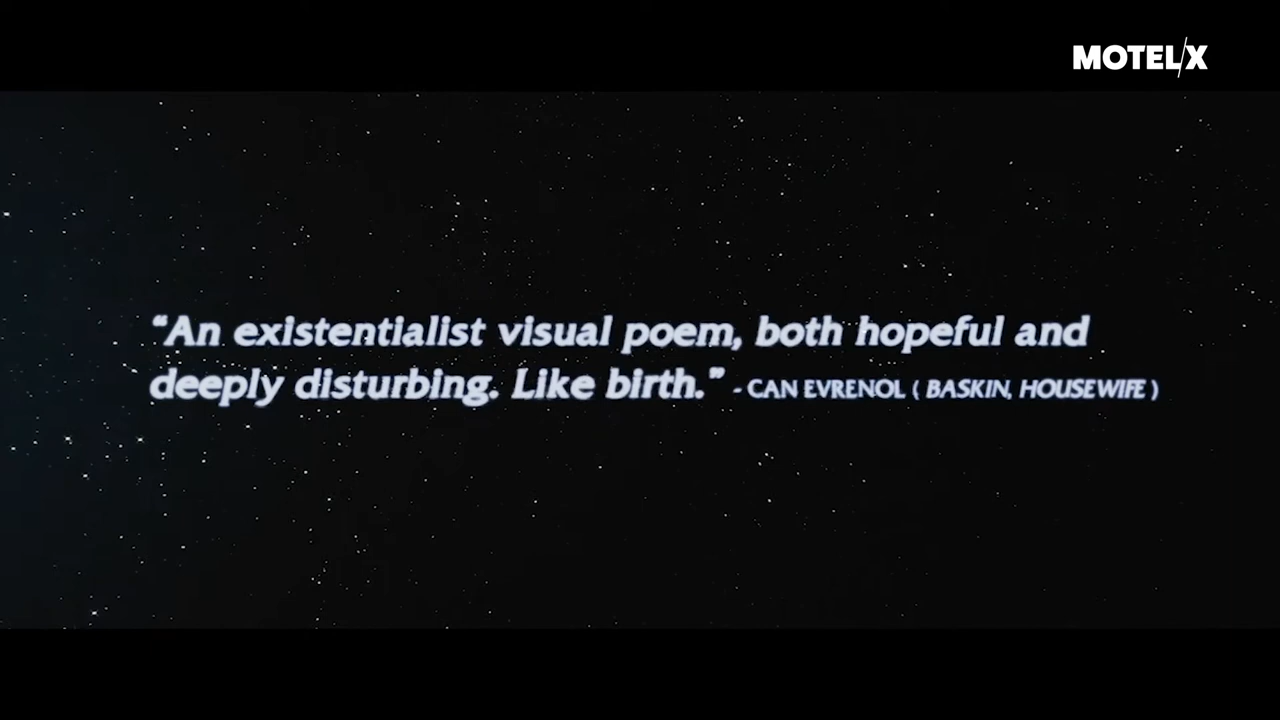 MOTEL/X
“An existentialist visual poem, both hopeful and
deeply disturbing. Like birth.” - CAN EVRENOL ( BASKIN, HOUSEWIFE )